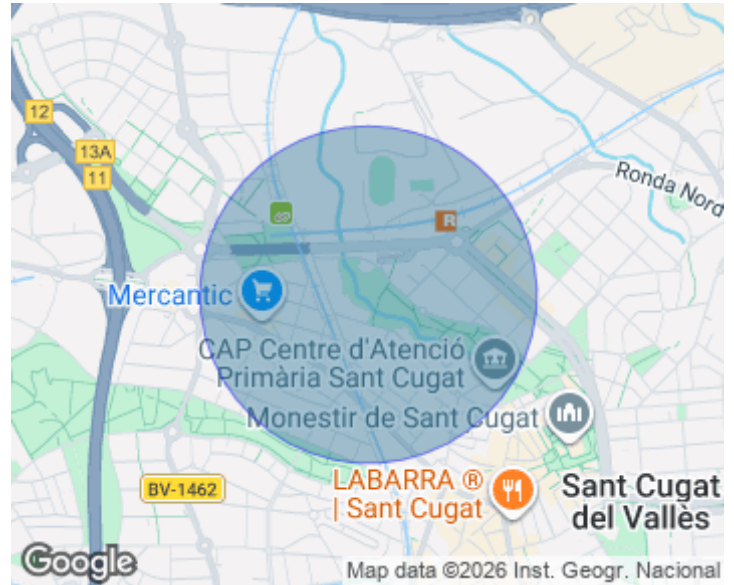 12
13A
11
R
Ronda Nord
Mercantic
CAP Centre d'Atenció
Primària Sant Cugat
Monestir de Sant Cugat
BV-1462
LABARRA ®
| Sant Cugat
Sant Cugat
del Vallès
Google
Map data ©2026 Inst. Geogr. Nacional